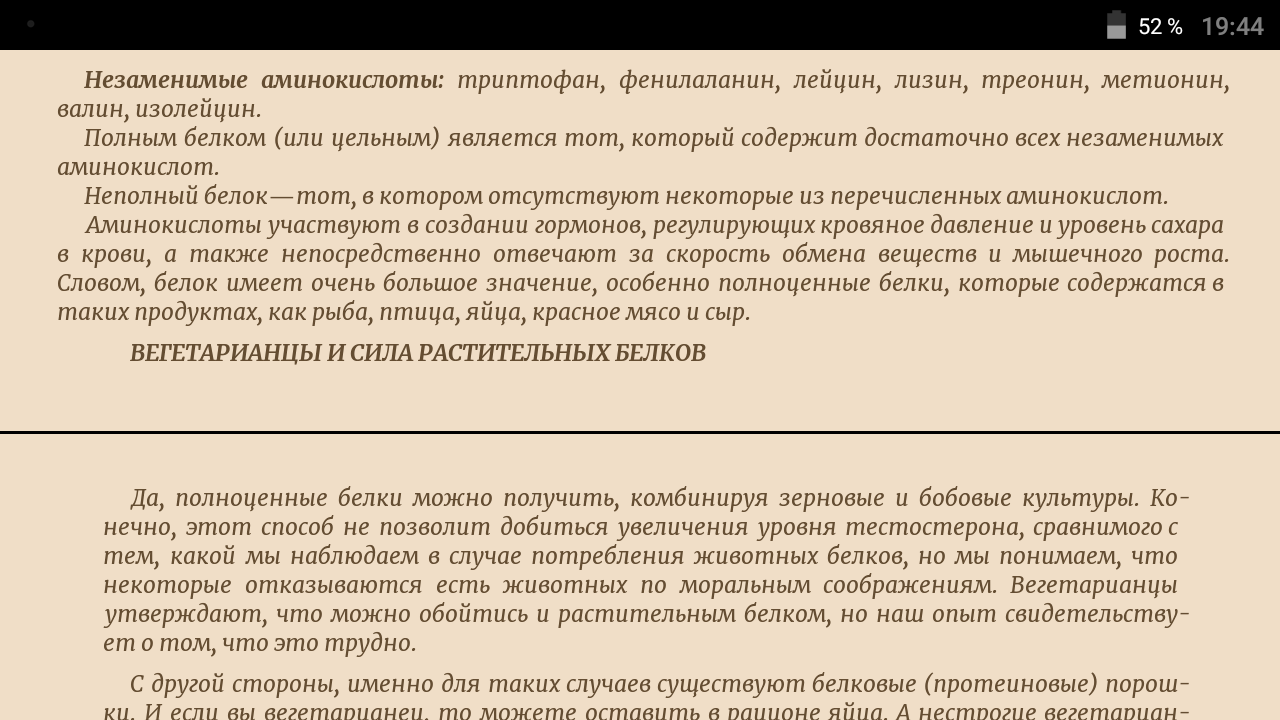 52 % 19:44
Незаменимые аминокислоты: триптофан, фенилаланин, лейцин, лизин, треонин, метионин,
валин, изолейцин.
Полным белком (или цельным) является тот, который содержит достаточно всех незаменимых
аминокислот.
Неполный белок — тот, в котором отсутствуют некоторые из перечисленных аминокислот.
Аминокислоты участвуют в создании гормонов, регулирующих кровяное давление и уровень сахара
в крови, а также непосредственно отвечают за скорость обмена веществ и мышечного роста.
Словом, белок имеет очень большое значение, особенно полноценные белки, которые содержатся в
таких продуктах, как рыба, птица, яйца, красное мясо и сыр.
ВЕГЕТАРИАНЦЫ И СИЛА РАСТИТЕЛЬНЫХ БЕЛКОВ
Да, полноценные белки можно получить, комбинируя зерновые и бобовые культуры. Ко-
нечно, этот способ не позволит добиться увеличения уровня тестостерона, сравнимого с
тем, какой мы наблюдаем в случае потребления животных белков, но мы понимаем, что
некоторые отказываются есть животных по моральным соображениям. Вегетарианцы
утверждают, что можно обойтись и растительным белком, но наш опыт свидетельству-
ет о том, что это трудно.
С другой стороны, именно для таких случаев существуют белковые (протеиновые) порош-
ки. И если вы вегетарианец, то можете оставить в рационе яйца. А нестрогие вегетариан-